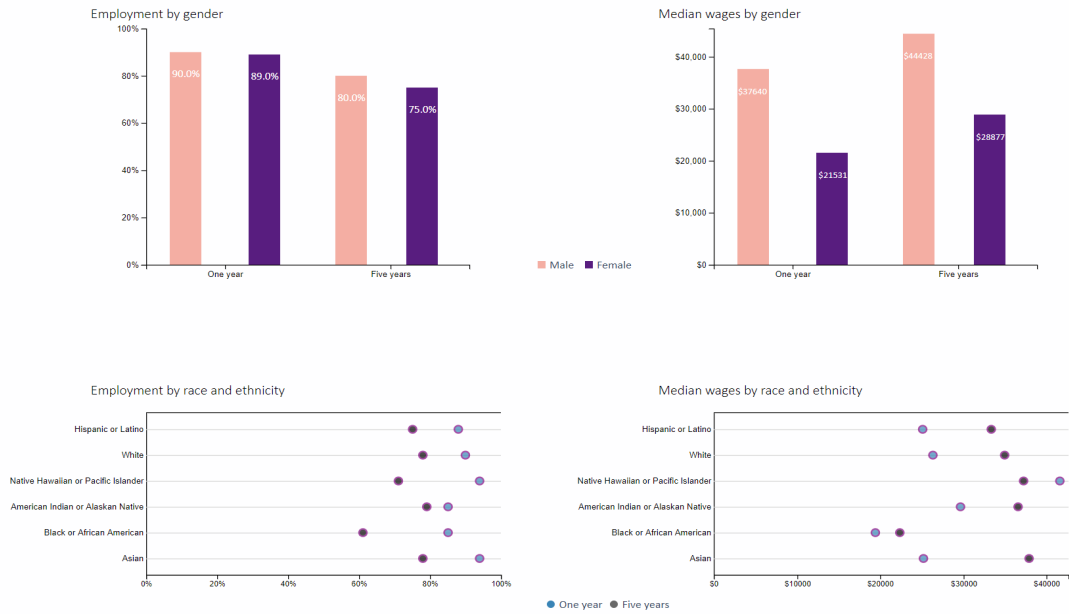 Employment by gender
100%
80%
60%
40%
20%
0%
90.0%
89.0%
80.0%
75.0%
One year
Five years
Male
Female
Median wages by gender
$40,000
$30,000
$20,000
$10,000
$0
$37640
$21531
$44428
$28877
One year
Five years
Employment by race and ethnicity
Hispanic or Latino
White
Native Hawaiian or Pacific Islander
American Indian or Alaskan Native
Black or African American
Asian
0%
20%
40%
60%
80%
100%
Median wages by race and ethnicity
Hispanic or Latino
White
Native Hawaiian or Pacific Islander
American Indian or Alaskan Native
Black or African American
Asian
$0
$10000
$20000
$30000
$40000
One year
Five years